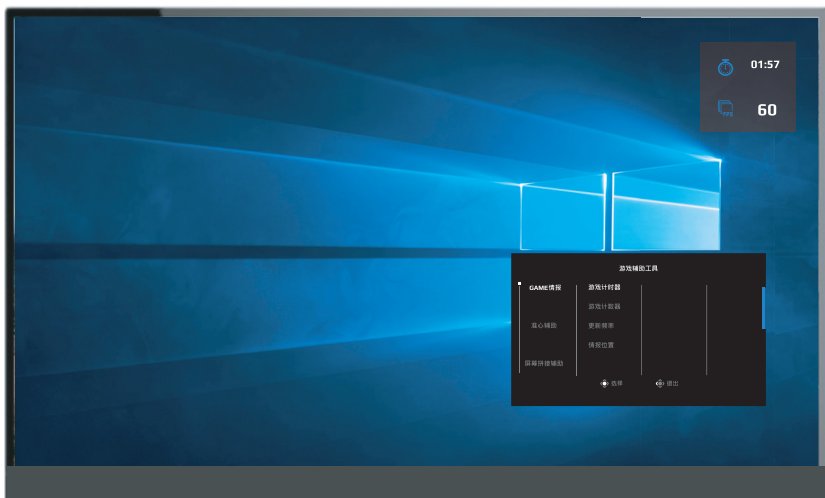 01:57
FPS
60
游戏辅助工具
GAME情报
游戏计时器
游戏计数器
准心辅助
更新频率
情报位置
屏幕拼接辅助
选择
退出